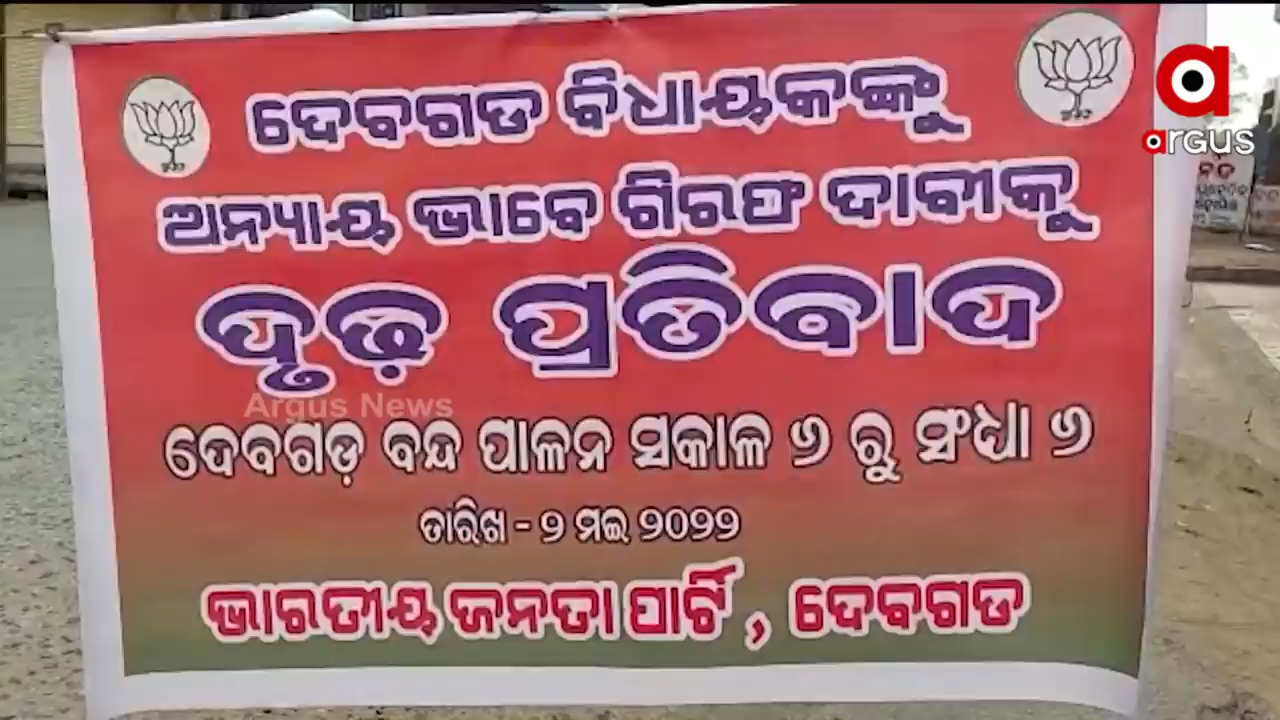 ଦେବଗଡ ବିଧାୟକଙ୍କୁ
ଅନ୍ୟାୟ ଭାବେ ଗିରଫ ଦାବୀକୁ
ଦୃଢ଼ ପ୍ରତିବାଦ
ଦେବଗଡ଼ ବନ୍ଦ ପାଳନ ସକାଳ ୬ ରୁ ସଂଧ୍ୟା ୬
ତାରିଖ - ୨ ମଇ ୨୦୨୨
ଭାରତୀୟ ଜନତା ପାର୍ଟି , ଦେବଗଡ
argus
Argus News